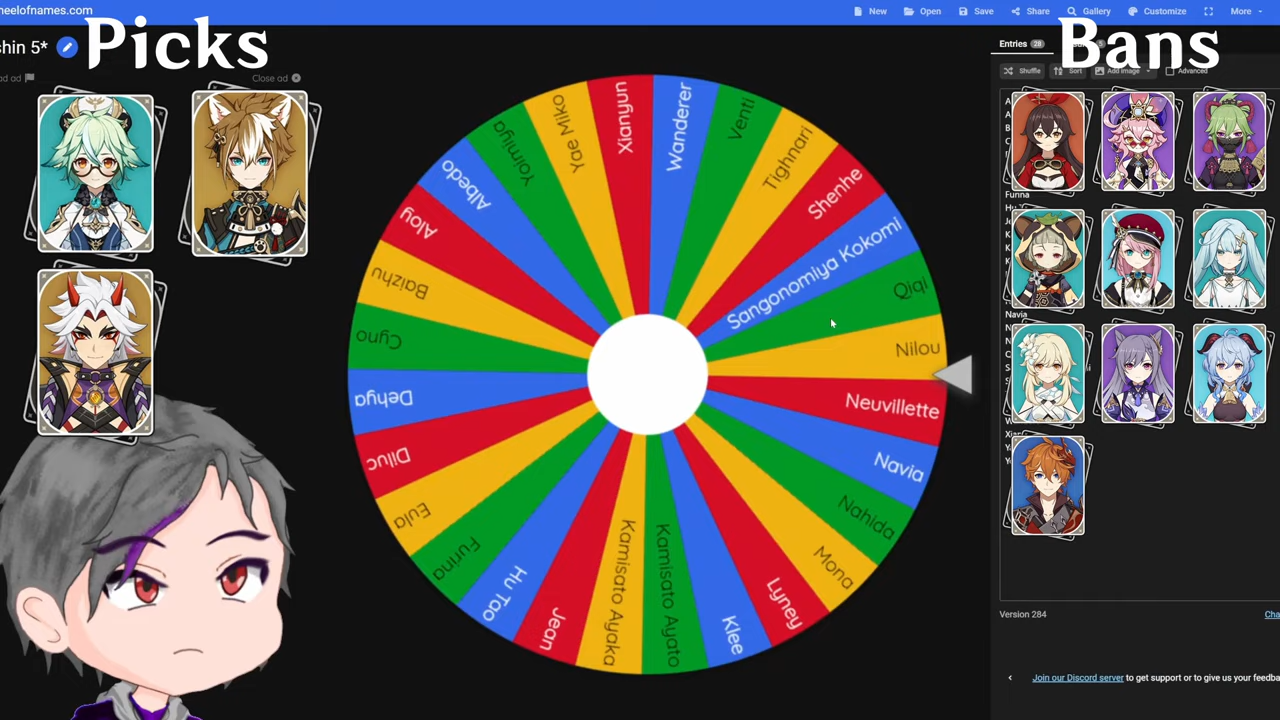 heelofnames.com
New
Open
Save
Share
Gallery
Customize
More
shin 5*
Picks
Bans
ad ad
Close ad
Entries 28
Shuffle
Sort
Add Image
Advanced
Furina
Navia
Xianyun
Wanderer
Venti
Tighnari
Shenhe
Sangonomiya Kokomi
Qiqi
Nilou
Neuvillette
Navia
Nahida
Mona
Lyney
Klee
Kamisato Ayato
Kamisato Ayaka
Jean
Hu Tao
Furina
Eula
Diluc
Dehya
Cyno
Baizhu
Aloy
Albedo
Yoimiya
Yae Miko
Version 284
Cha
Join our Discord server to get support or to give us your feedba